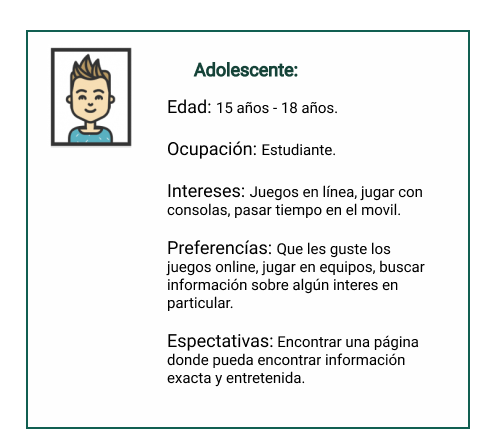 Adolescente:
Edad: 15 años - 18 años.
Ocupación: Estudiante.
Intereses: Juegos en línea, jugar con
consolas, pasar tiempo en el movil.
Preferencías: Que les guste los
juegos online, jugar en equipos, buscar
información sobre algún interes en
particular.
Espectativas: Encontrar una página
donde pueda encontrar información
exacta y entretenida.